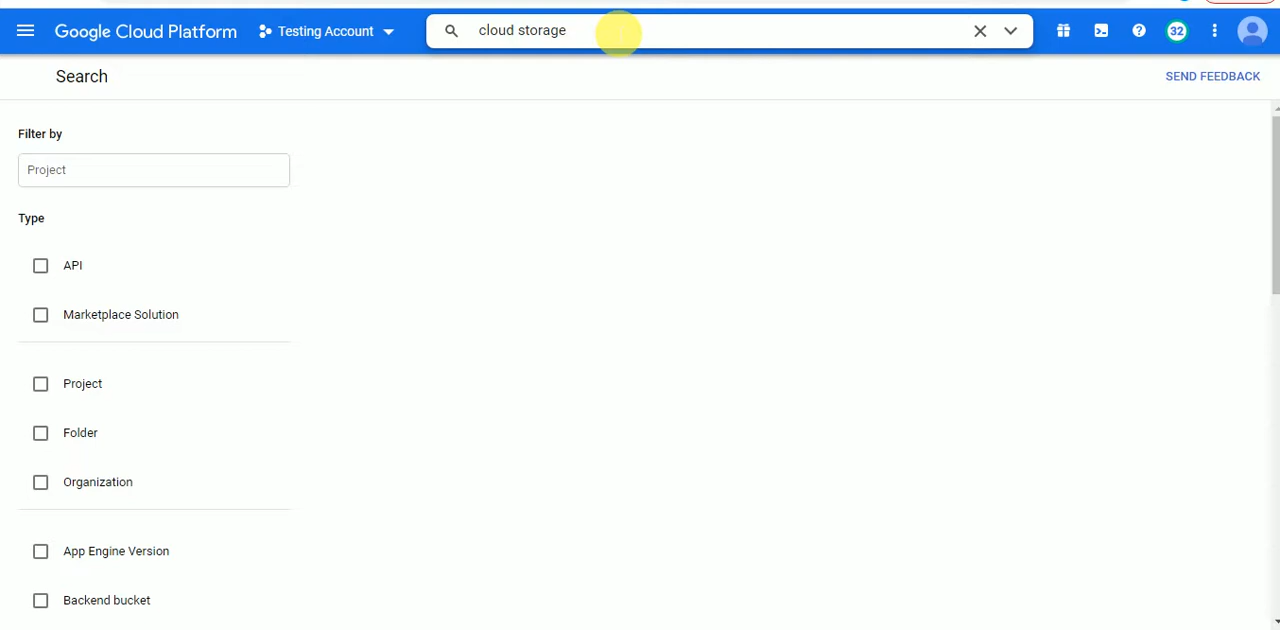 Google Cloud Platform Testing Account cloud storage 32
Search SEND FEEDBACK
Filter by
Project
Type
API
Marketplace Solution
Project
Folder
Organization
App Engine Version
Backend bucket